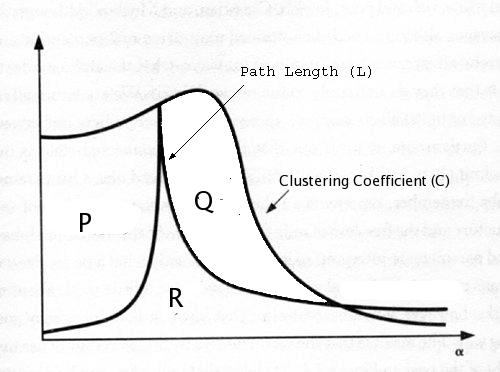 Path Length (L)
Clustering Coefficient (C)
P
Q
R
α